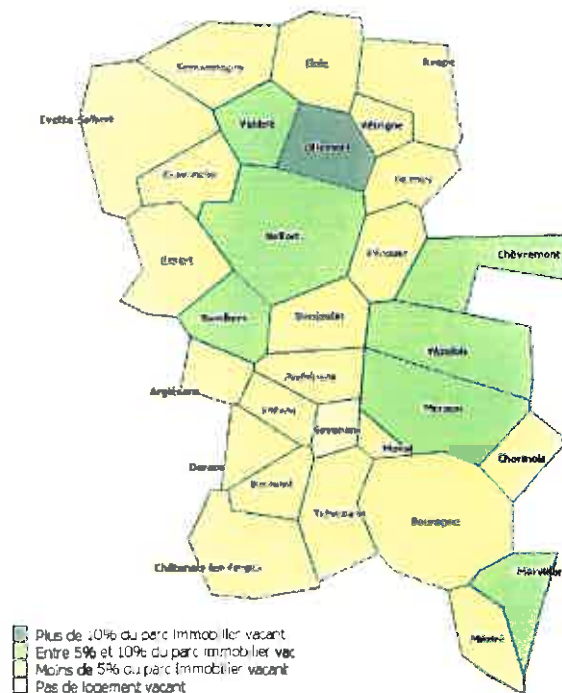 Eloie
Roppe
Evette-Salbert
Valdoie
Vétrigne
Offemont
Belfort
Chèvremont
Essert
Pérouse
Bavilliers
Danjoutin
Vézelois
Andelnans
Argiésans
Meroux
Sevenans
Moval
Charmois
Dorans
Botans
Bermont
Trévenans
Bourogne
Châtenois-les-Forges
Morvillars
Méziré
Plus de 10% du parc immobilier vacant
Entre 5% et 10% du parc immobilier vac
Moins de 5% du parc immobilier vacant
Pas de logement vacant